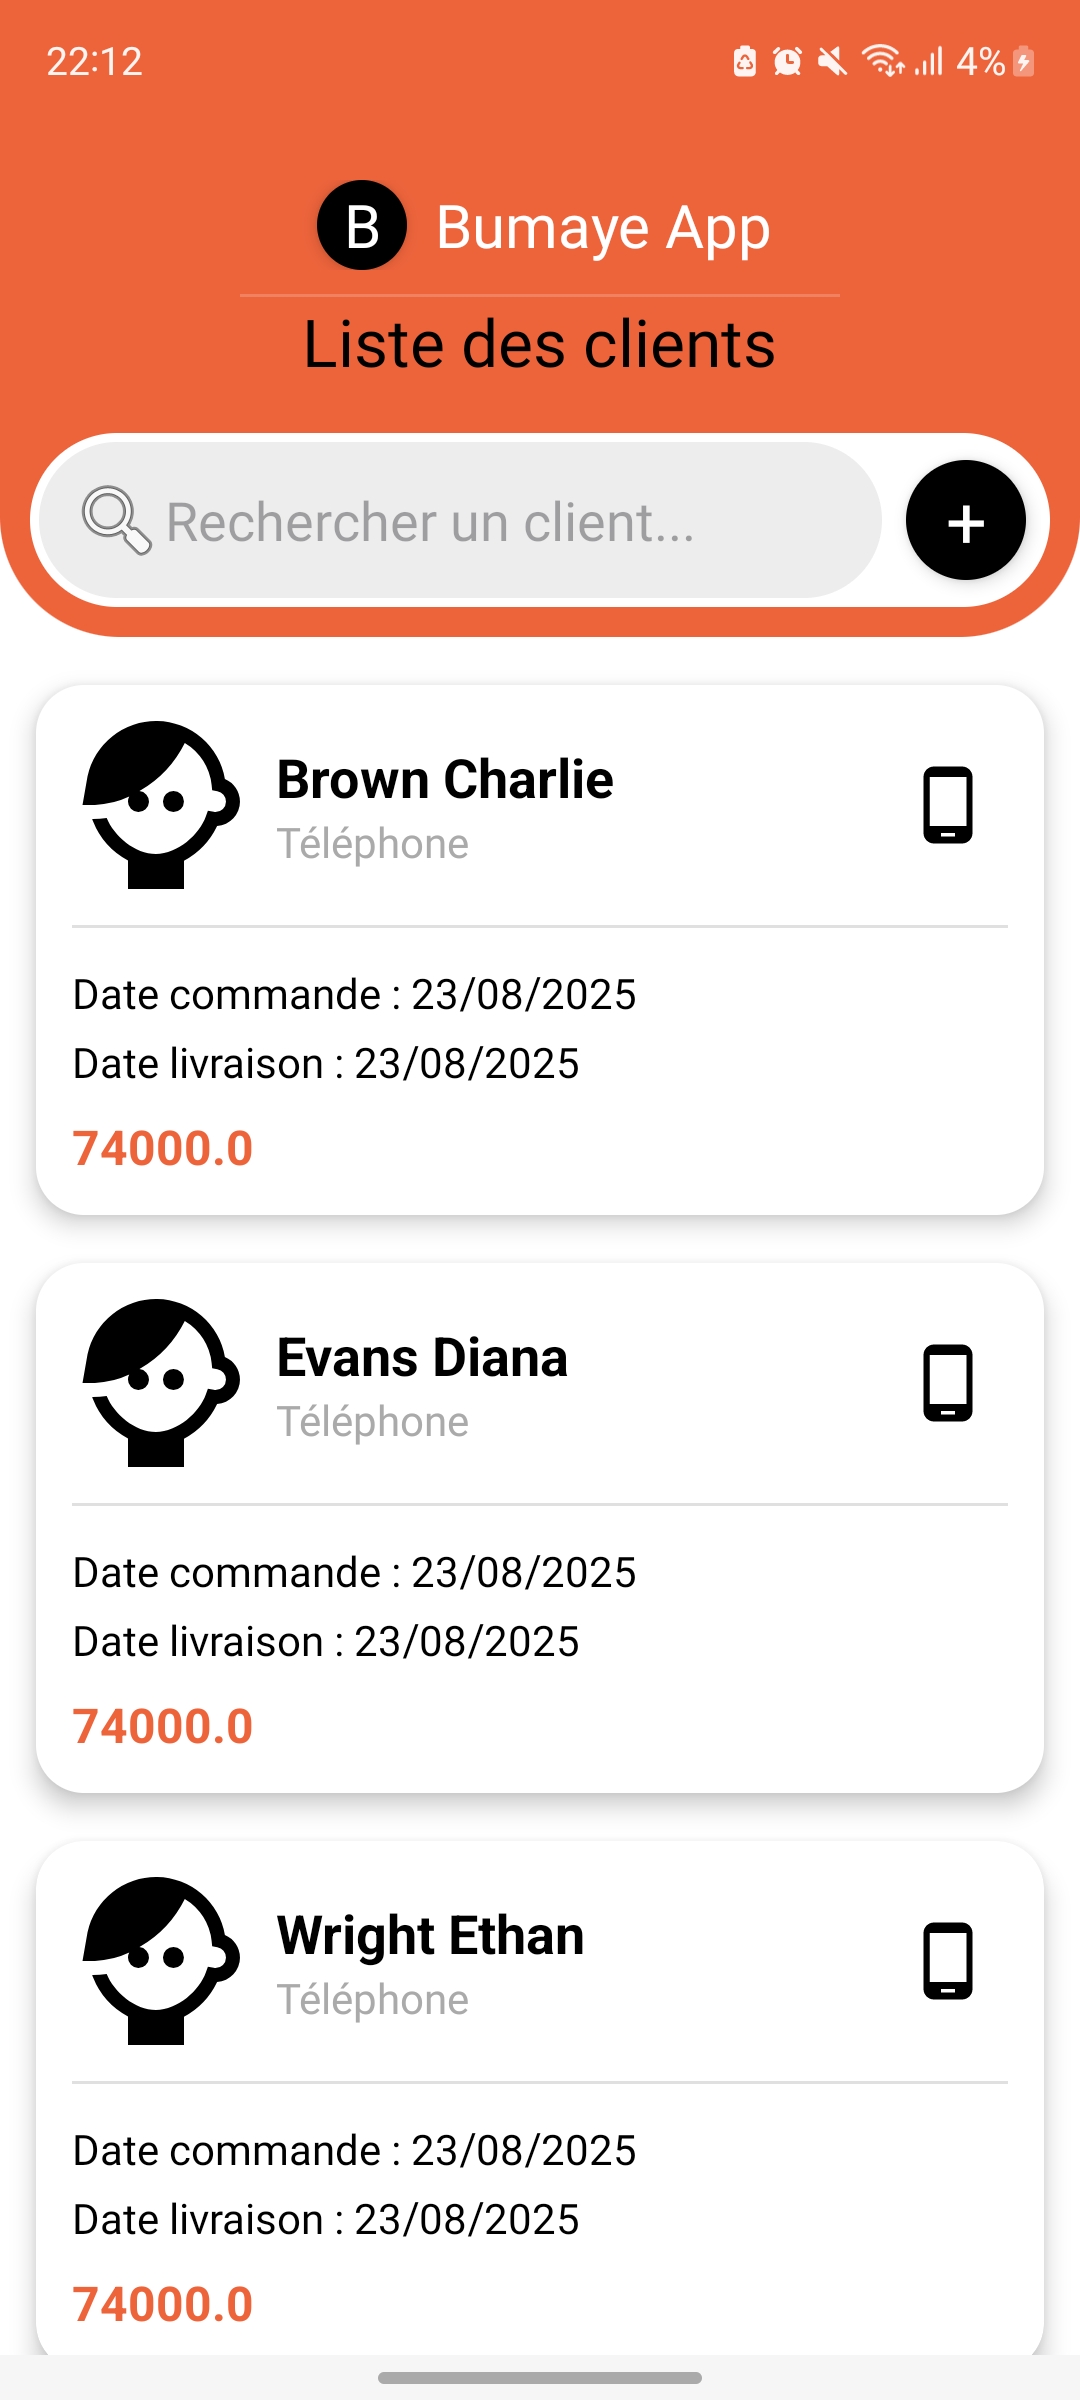 22:12
4%
B Bumaye App
Liste des clients
Rechercher un client...
+
Brown Charlie
Téléphone
Date commande : 23/08/2025
Date livraison : 23/08/2025
74000.0
Evans Diana
Téléphone
Date commande : 23/08/2025
Date livraison : 23/08/2025
74000.0
Wright Ethan
Téléphone
Date commande : 23/08/2025
Date livraison : 23/08/2025
74000.0